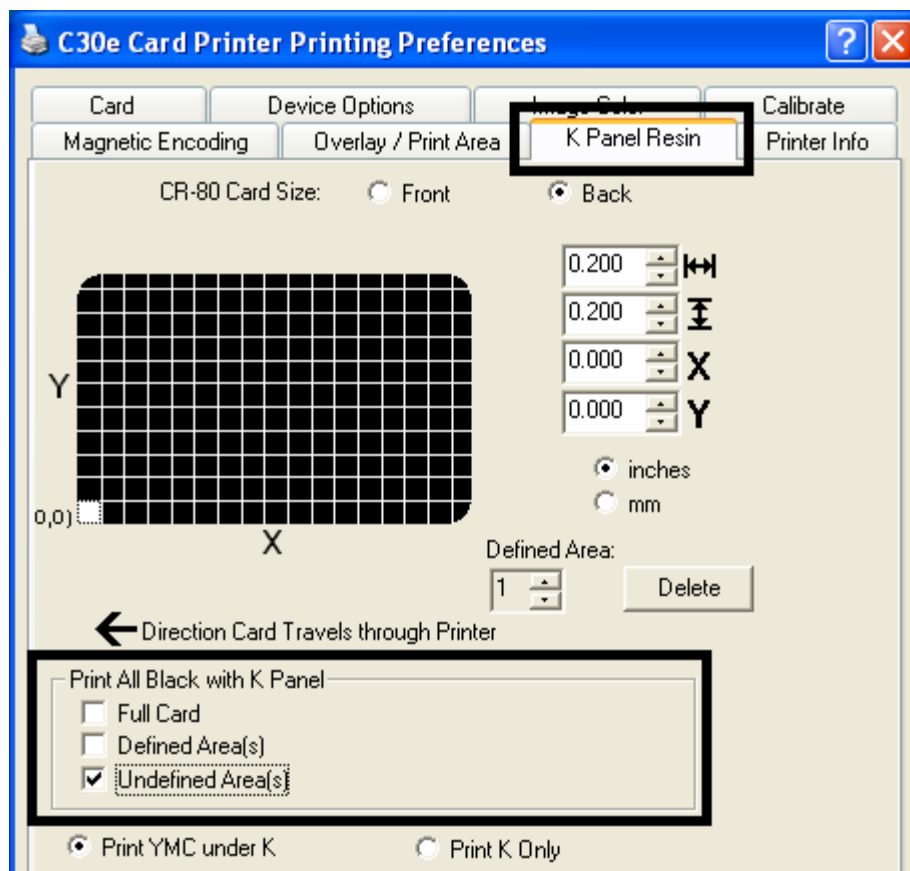 C30e Card Printer Printing Preferences
Card Device Options Image Color Calibrate
Magnetic Encoding Overlay / Print Area K Panel Resin Printer Info
CR-80 Card Size: Front Back
0.200
0.200
0.000 X
0.000 Y
Y
inches
mm
0,0)
X
Defined Area:
1 Delete
Direction Card Travels through Printer
Print All Black with K Panel
Full Card
Defined Area(s)
Undefined Area(s)
Print YMC under K Print K Only